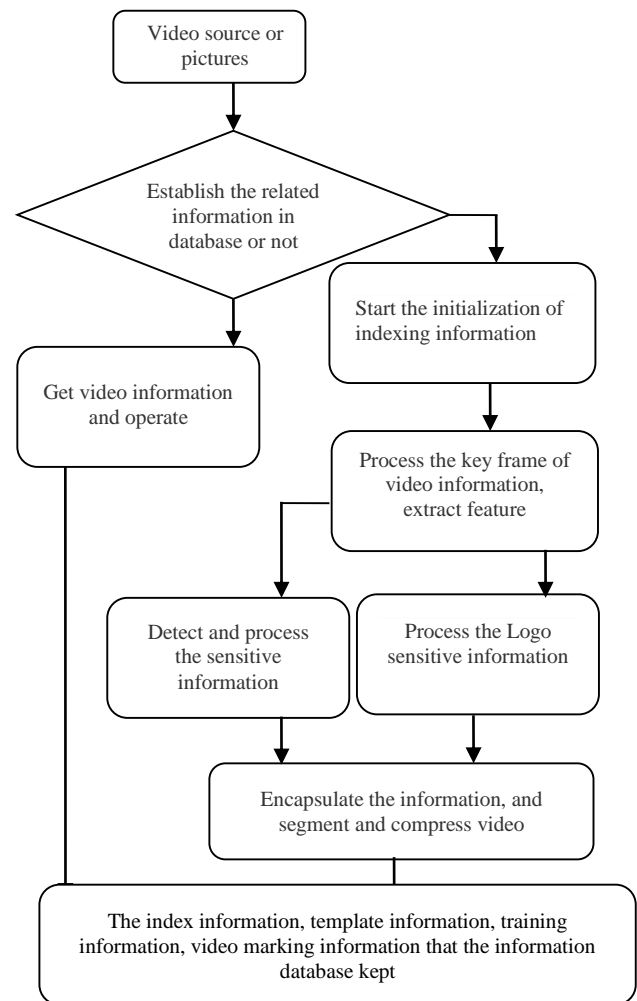 Video source or
pictures
Establish the related
information in
database or not
Start the initialization of
indexing information
Get video information
and operate
Process the key frame of
video information,
extract feature
Detect and process
the sensitive
information
Process the Logo
sensitive information
Encapsulate the information, and
segment and compress video
The index information, template information, training
information, video marking information that the information
database kept